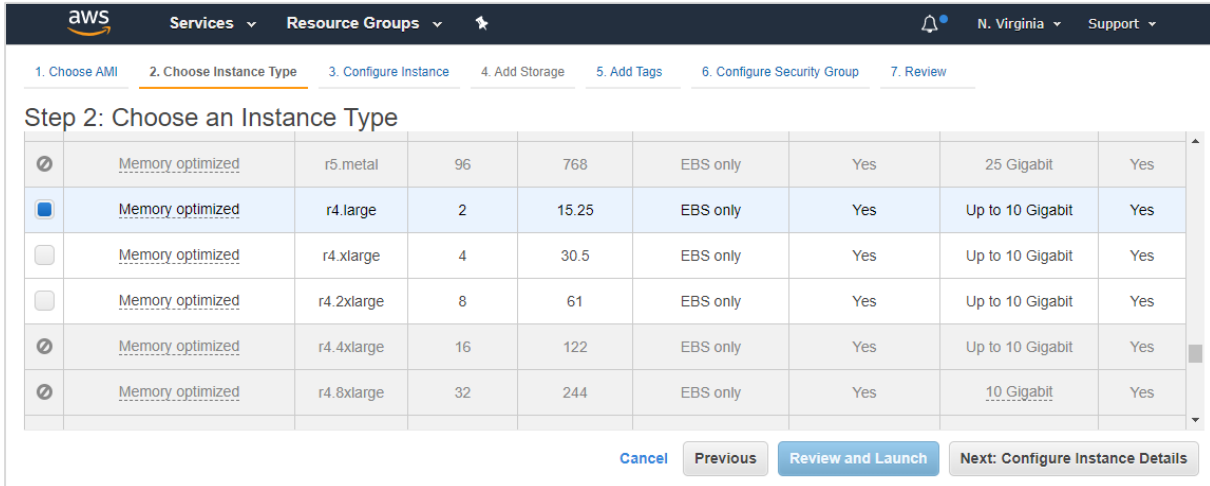 aws Services Resource Groups N. Virginia Support
1. Choose AMI 2. Choose Instance Type 3. Configure Instance 4. Add Storage 5. Add Tags 6. Configure Security Group 7. Review
Step 2: Choose an Instance Type
Memory optimized r5.metal 96 768 EBS only Yes 25 Gigabit Yes
Memory optimized r4.large 2 15.25 EBS only Yes Up to 10 Gigabit Yes
Memory optimized r4.xlarge 4 30.5 EBS only Yes Up to 10 Gigabit Yes
Memory optimized r4.2xlarge 8 61 EBS only Yes Up to 10 Gigabit Yes
Memory optimized r4.4xlarge 16 122 EBS only Yes Up to 10 Gigabit Yes
Memory optimized r4.8xlarge 32 244 EBS only Yes 10 Gigabit Yes
Cancel Previous Review and Launch Next: Configure Instance Details